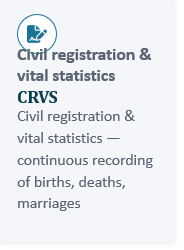 Civil registration &
vital statistics
CRVS
Civil registration &
vital statistics —
continuous recording
of births, deaths,
marriages